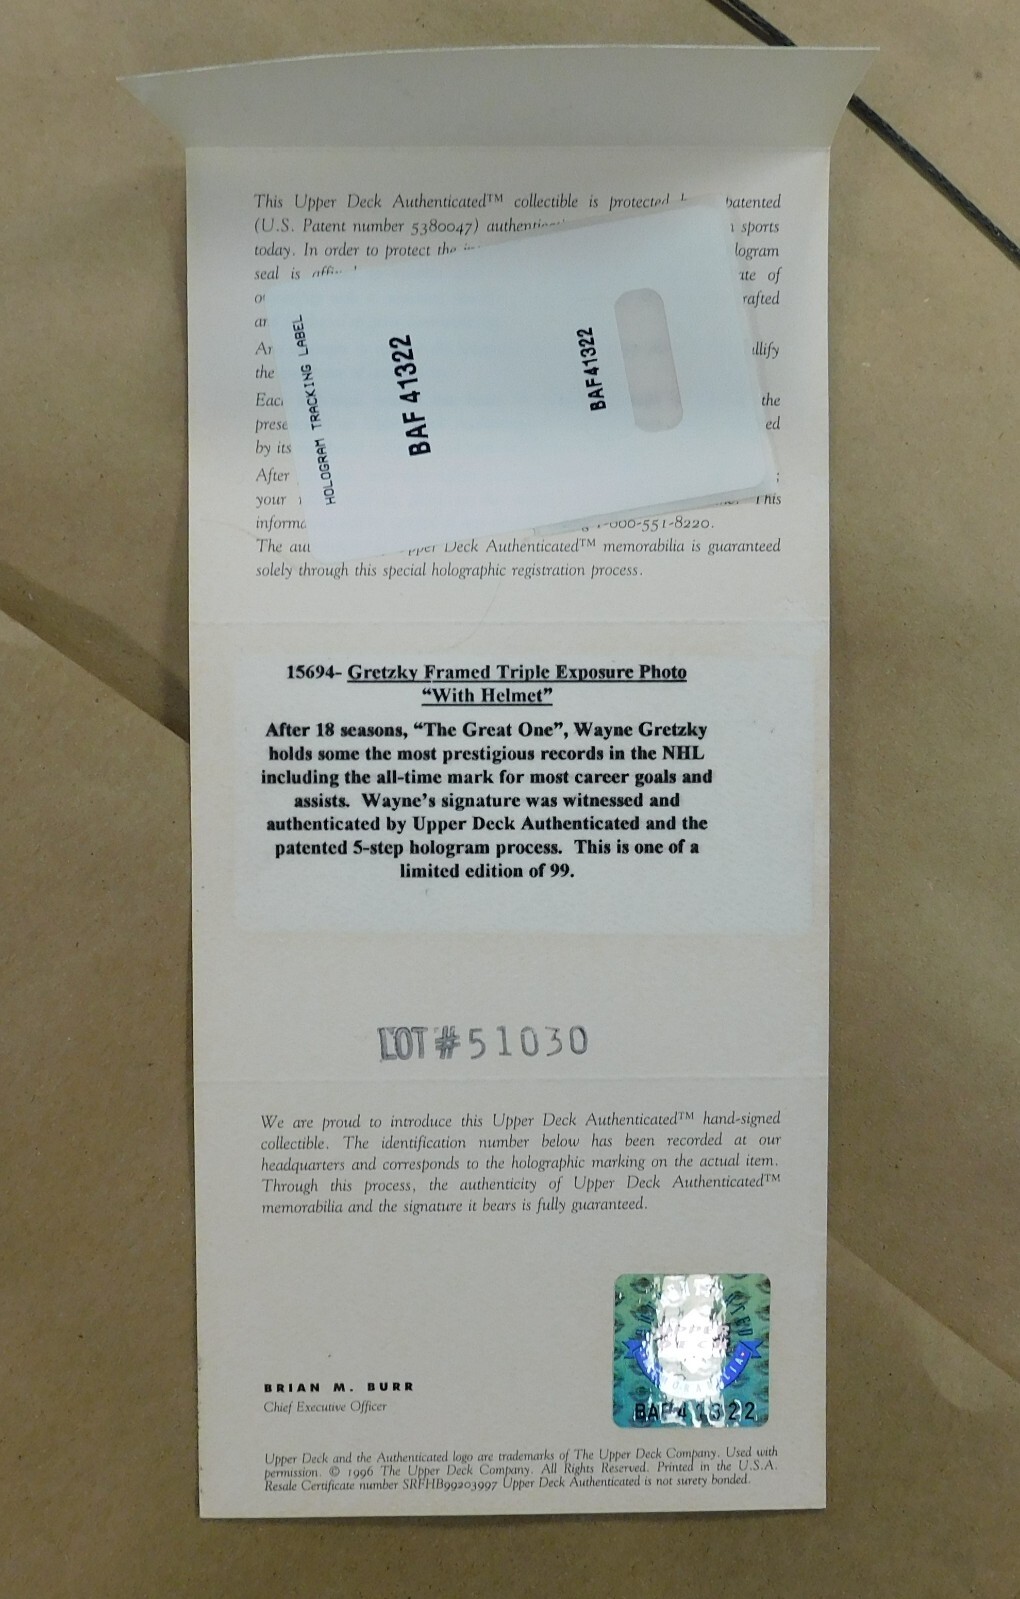 This Upper Deck Authenticated™ collectible is protected patented
(U.S. Patent number 5380047) sports
today. In order to protect the
seal is of
the
Each the
by its
After
your This
-551-8220.
The Deck Authenticated™ memorabilia is guaranteed
solely through this special holographic registration process.
HOLOGRAM TRACKING LABEL
BAF 41322
BAF41322
15694- Gretzky Framed Triple Exposure Photo
“With Helmet”
After 18 seasons, “The Great One”, Wayne Gretzky
holds some the most prestigious records in the NHL
including the all-time mark for most career goals and
assists. Wayne’s signature was witnessed and
authenticated by Upper Deck Authenticated and the
patented 5-step hologram process. This is one of a
limited edition of 99.
LOT # 51030
We are proud to introduce this Upper Deck Authenticated™ hand-signed
collectible. The identification number below has been recorded at our
headquarters and corresponds to the holographic marking on the actual item.
Through this process, the authenticity of Upper Deck Authenticated™
memorabilia and the signature it bears is fully guaranteed.
BAF41322
BRIAN M. BURR
Chief Executive Officer
Upper Deck and the Authenticated logo are trademarks of The Upper Deck Company. Used with
permission. © 1996 The Upper Deck Company. All Rights Reserved. Printed in the U.S.A.
Resale Certificate number SRFHB99203997 Upper Deck Authenticated is not surety bonded.